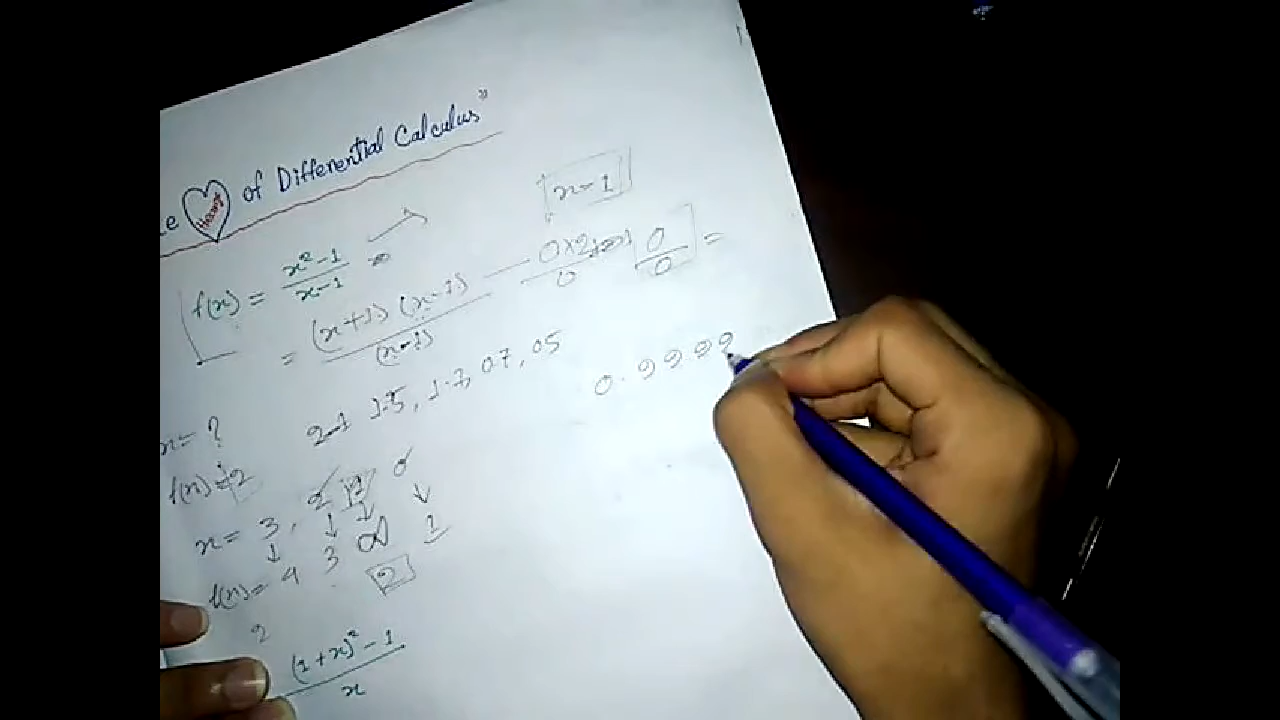 of Differential Calculus"
Heart
x=1
f(x) = x²-1 / x-1
= (x+1) (x-1) / (x-1) 0×2 / 0 0 / 0 =
2-1 1.5, 1.3, 0.7, 0.5
0.9999
x = ?
f(x) = 2
x = 3, 2 1 0
f(x) = 4 3 ∞ 1
2
2
(1+x)² - 1 / x